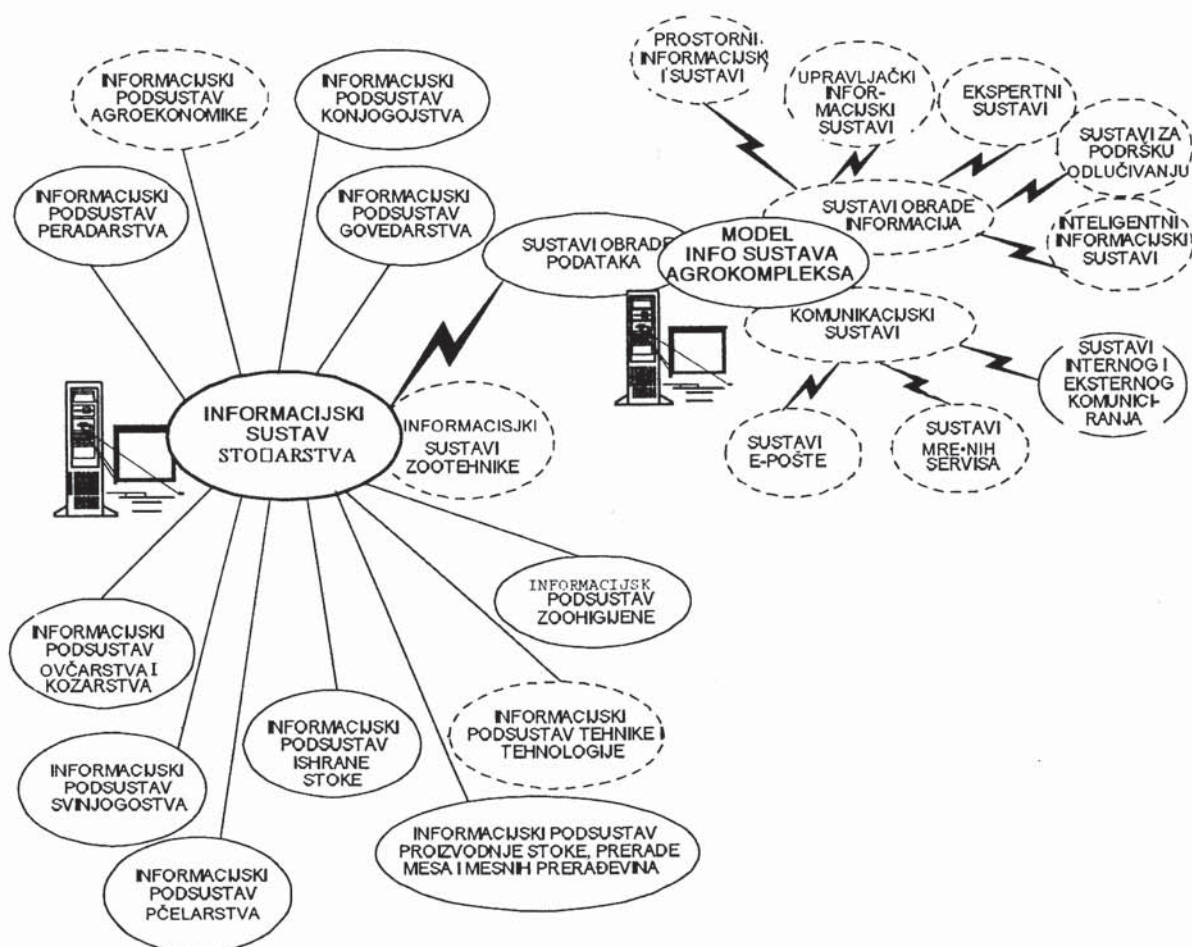 INFORMACIJSKI
PODSUSTAV
AGROEKONOMIKE
INFORMACIJSKI
PODSUSTAV
KONJOGOJSTVA
INFORMACIJSKI
PODSUSTAV
PERADARSTVA
INFORMACIJSKI
PODSUSTAV
GOVEDARSTVA
PROSTORNI
INFORMACIJSK
I SUSTAVI
UPRAVLJAČKI
INFOR-
MACIJSKI
SUSTAVI
EKSPERTNI
SUSTAVI
SUSTAVI ZA
PODRŠKU
ODLUČIVANJU
SUSTAVI OBRADE
INFORMACIJA
INTELIGENTNI
INFORMACIJSKI
SUSTAVI
SUSTAVI OBRADE
PODATAKA
MODEL
INFO SUSTAVA
AGROKOMPLEKSA
KOMUNIKACIJSKI
SUSTAVI
SUSTAVI
INTERNOG I
EKSTERNOG
KOMUNICI-
RANJA
SUSTAVI
E-POŠTE
SUSTAVI
MRE•NIH
SERVISA
INFORMACIJSKI
SUSTAV
STO□ARSTVA
INFORMACISJKI
SUSTAVI
ZOOTEHNIKE
INFORMACIJSK
PODSUSTAV
ZOOHIGIJENE
INFORMACIJSKI
PODSUSTAV
OVČARSTVA I
KOZARSTVA
INFORMACIJSKI
PODSUSTAV
ISHRANE
STOKE
INFORMACIJSKI
PODSUSTAV TEHNIKE I
TEHNOLOGIJE
INFORMACIJSKI
PODSUSTAV
SVINJOGOSTVA
INFORMACIJSKI PODSUSTAV
PROIZVODNJE STOKE, PRERADE
MESA I MESNIH PRERAĐEVINA
INFORMACIJSKI
PODSUSTAV
PČELARSTVA